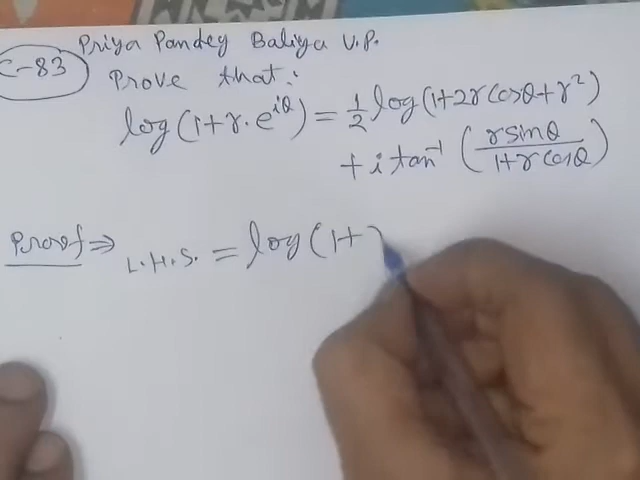 Priya Pandey Baliya U.P.
C-83
Prove that:
log(1+r.e^{iθ}) = 1/2 log(1+2r cosθ+r²)
+ i tan⁻¹ (r sinθ / 1+r cosθ)
Proof ⇒ L.H.S. = log(1+